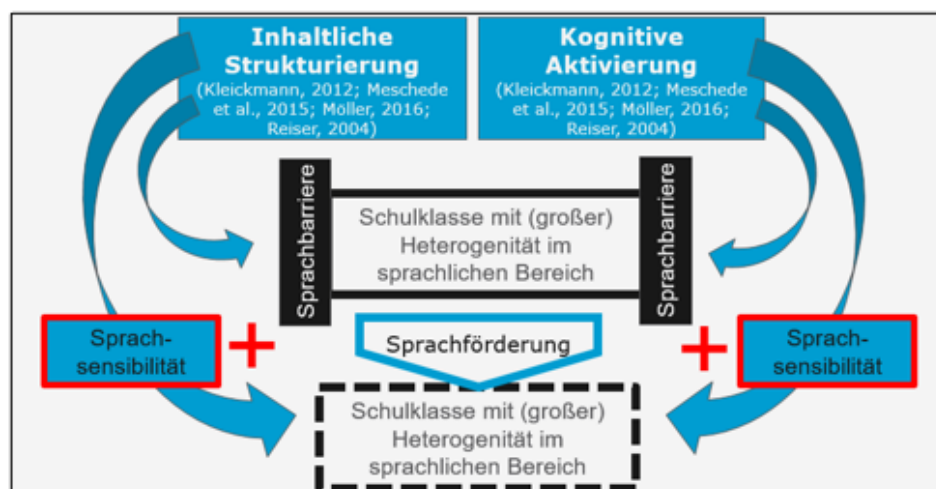 Inhaltliche
Strukturierung
(Kleickmann, 2012; Meschede
et al., 2015; Möller, 2016;
Reiser, 2004)
Kognitive
Aktivierung
(Kleickmann, 2012; Meschede
et al., 2015; Möller, 2016;
Reiser, 2004)
Sprachbarriere
Schulklasse mit (großer)
Heterogenität im
sprachlichen Bereich
Sprachbarriere
Sprach-
sensibilität
+
Sprachförderung
+
Sprach-
sensibilität
Schulklasse mit (großer)
Heterogenität im
sprachlichen Bereich